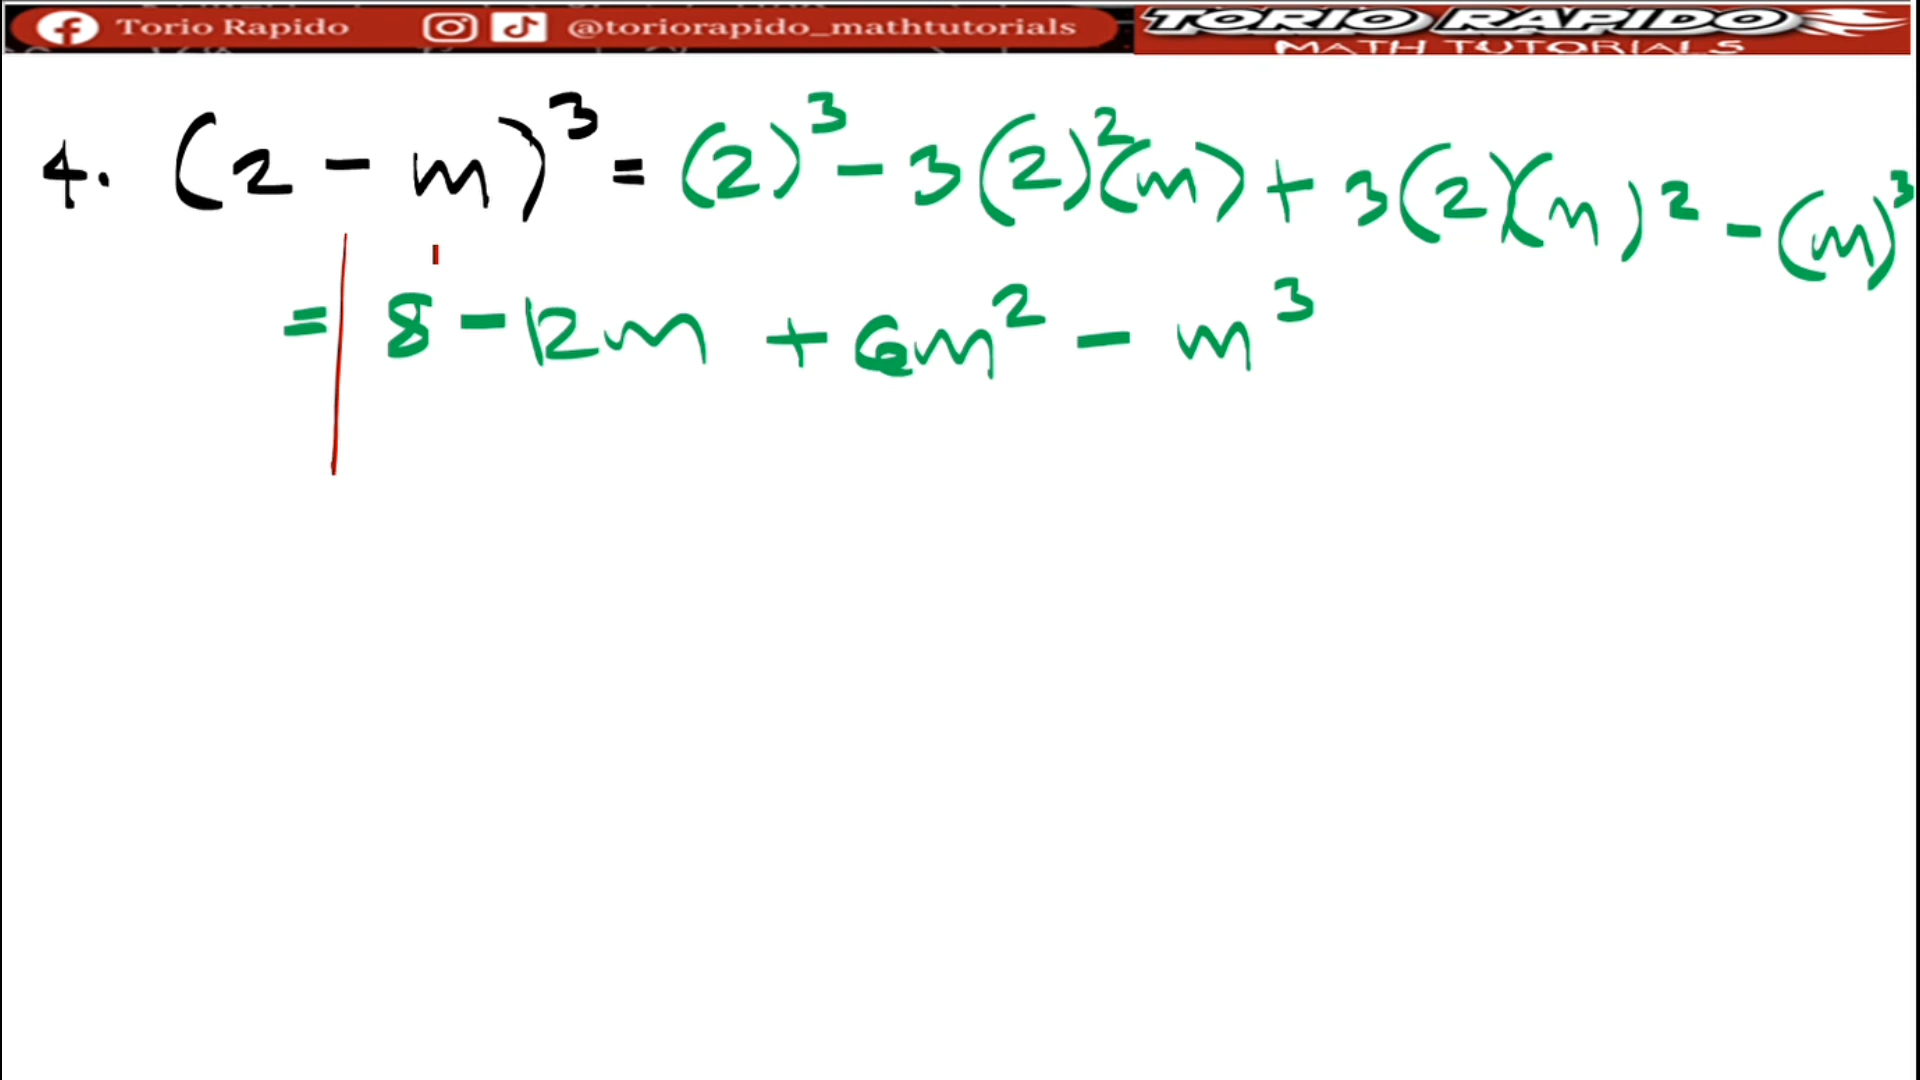 Torio Rapido @toriorapido_mathtutorials TORIO RAPIDO
MATH TUTORIALS
4. (2 - m)³ = (2)³ - 3(2)²(m) + 3(2)(m)² - (m)³
= 8 - 12m + 6m² - m³